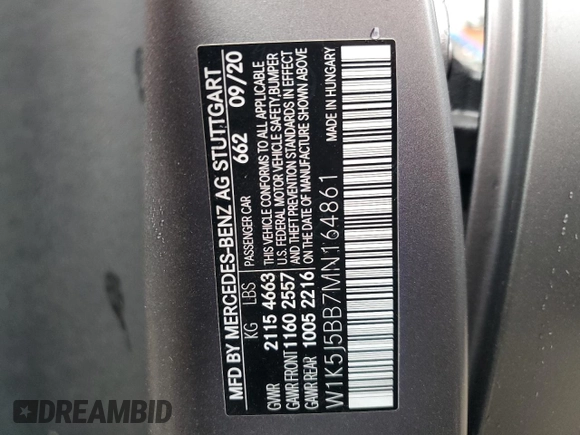 MFD BY MERCEDES-BENZ AG STUTTGART
PASSENGER CAR 662 09/20
KG LBS
GVWR 2115 4663
GAWR FRONT 1160 2557
GAWR REAR 1005 2216
THIS VEHICLE CONFORMS TO ALL APPLICABLE
U.S. FEDERAL MOTOR VEHICLE SAFETY, BUMPER
AND THEFT PREVENTION STANDARDS IN EFFECT
ON THE DATE OF MANUFACTURE SHOWN ABOVE
MADE IN HUNGARY
W1K5J5BB7MN164861
DREAMBID